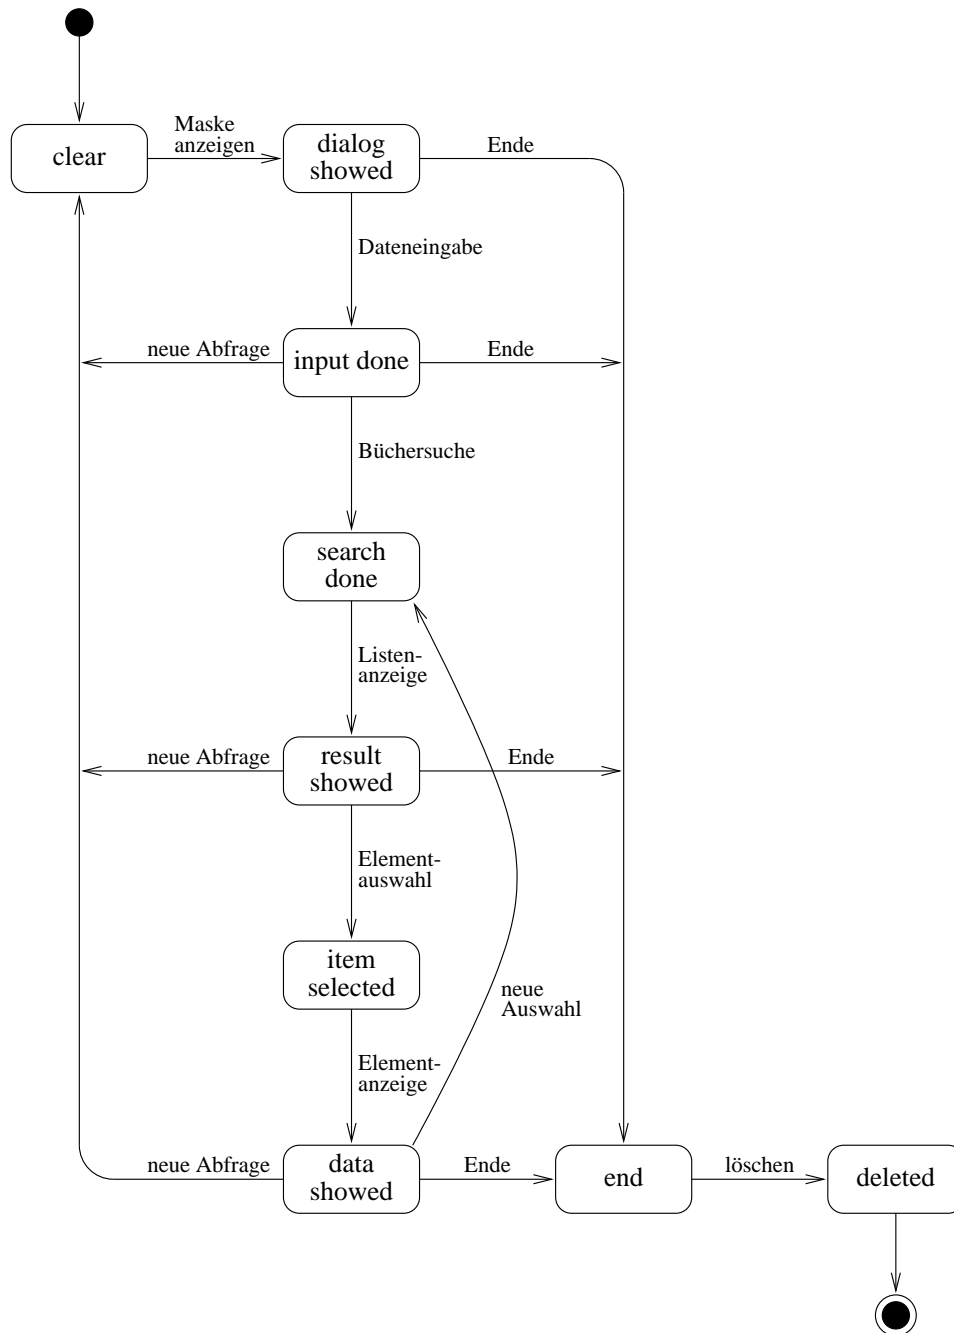 Maske
anzeigen
clear
dialog
showed
Ende
Dateneingabe
neue Abfrage
input done
Ende
Büchersuche
search
done
Listen-
anzeige
neue Abfrage
result
showed
Ende
Element-
auswahl
item
selected
neue
Auswahl
Element-
anzeige
neue Abfrage
data
showed
Ende
end
löschen
deleted